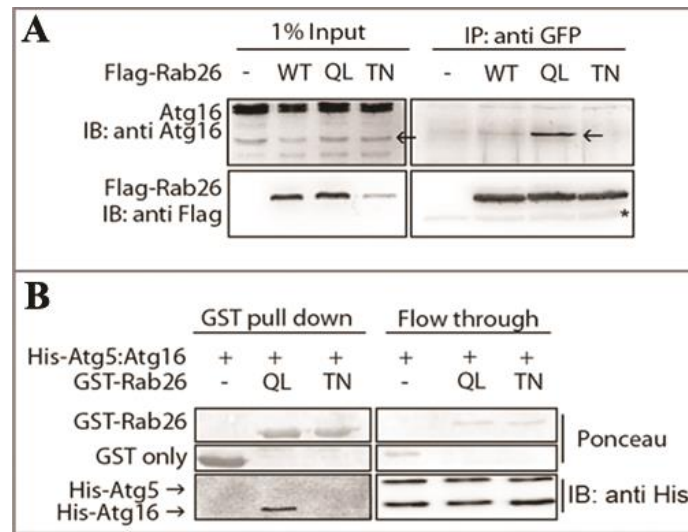 A
1% Input
IP: anti GFP
Flag-Rab26 - WT QL TN - WT QL TN
Atg16
IB: anti Atg16
←
←
Flag-Rab26
IB: anti Flag
*
B
GST pull down
Flow through
His-Atg5:Atg16 + + + + + +
GST-Rab26 - QL TN - QL TN
GST-Rab26
Ponceau
GST only
His-Atg5 →
IB: anti His
His-Atg16 →